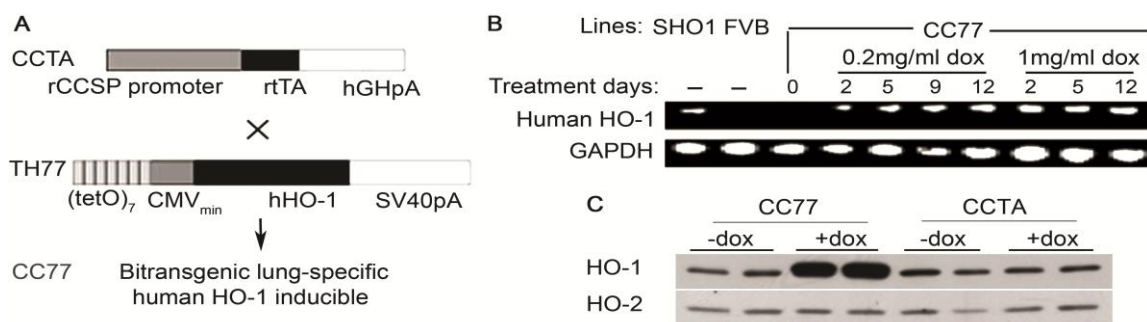 A
CCTA
rCCSP promoter rtTA hGHpA
×
TH77
(tetO)7 CMVmin hHO-1 SV40pA
CC77 Bitransgenic lung-specific
human HO-1 inducible
B
Lines: SHO1 FVB CC77
0.2mg/ml dox 1mg/ml dox
Treatment days: – – 0 2 5 9 12 2 5 12
Human HO-1
GAPDH
C
CC77 CCTA
-dox +dox -dox +dox
HO-1
HO-2